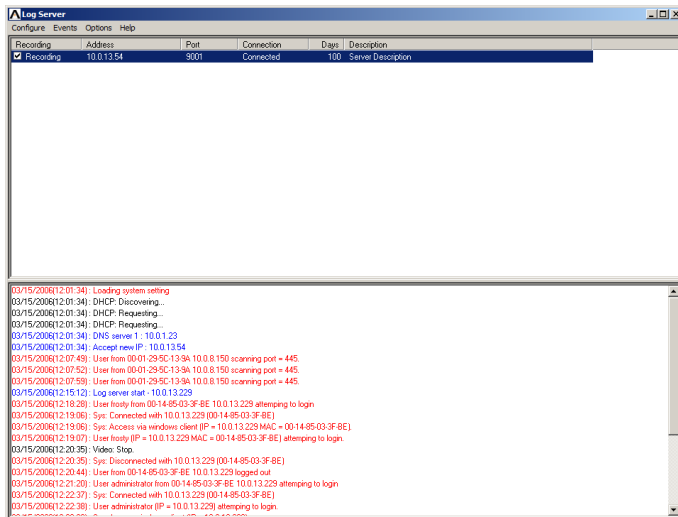 Log Server
Configure Events Options Help
Recording Address Port Connection Days Description
Recording 10.0.13.54 9001 Connected 100 Server Description
03/15/2006(12:01:34) : Loading system setting
03/15/2006(12:01:34) : DHCP: Discovering...
03/15/2006(12:01:34) : DHCP: Requesting...
03/15/2006(12:01:34) : DHCP: Requesting...
03/15/2006(12:01:34) : DNS server 1 : 10.0.1.23
03/15/2006(12:01:34) : Accept new IP : 10.0.13.54
03/15/2006(12:07:49) : User from 00-01-29-5C-13-9A 10.0.8.150 scanning port = 445.
03/15/2006(12:07:52) : User from 00-01-29-5C-13-9A 10.0.8.150 scanning port = 445.
03/15/2006(12:07:59) : User from 00-01-29-5C-13-9A 10.0.8.150 scanning port = 445.
03/15/2006(12:15:12) : Log server start - 10.0.13.229
03/15/2006(12:18:28) : User frosty from 00-14-85-03-3F-BE 10.0.13.229 attemping to login
03/15/2006(12:19:06) : Sys: Connected with 10.0.13.229 (00-14-85-03-3F-BE)
03/15/2006(12:19:06) : Sys: Access via windows client (IP = 10.0.13.229 MAC = 00-14-85-03-3F-BE).
03/15/2006(12:19:07) : User frosty (IP = 10.0.13.229 MAC = 00-14-85-03-3F-BE) attemping to login.
03/15/2006(12:20:35) : Video: Stop.
03/15/2006(12:20:35) : Sys: Disconnected with 10.0.13.229 (00-14-85-03-3F-BE)
03/15/2006(12:20:44) : User from 00-14-85-03-3F-BE 10.0.13.229 logged out
03/15/2006(12:21:20) : User administrator from 00-14-85-03-3F-BE 10.0.13.229 attemping to login
03/15/2006(12:22:37) : Sys: Connected with 10.0.13.229 (00-14-85-03-3F-BE)
03/15/2006(12:22:38) : User administrator (IP = 10.0.13.229) attemping to login.